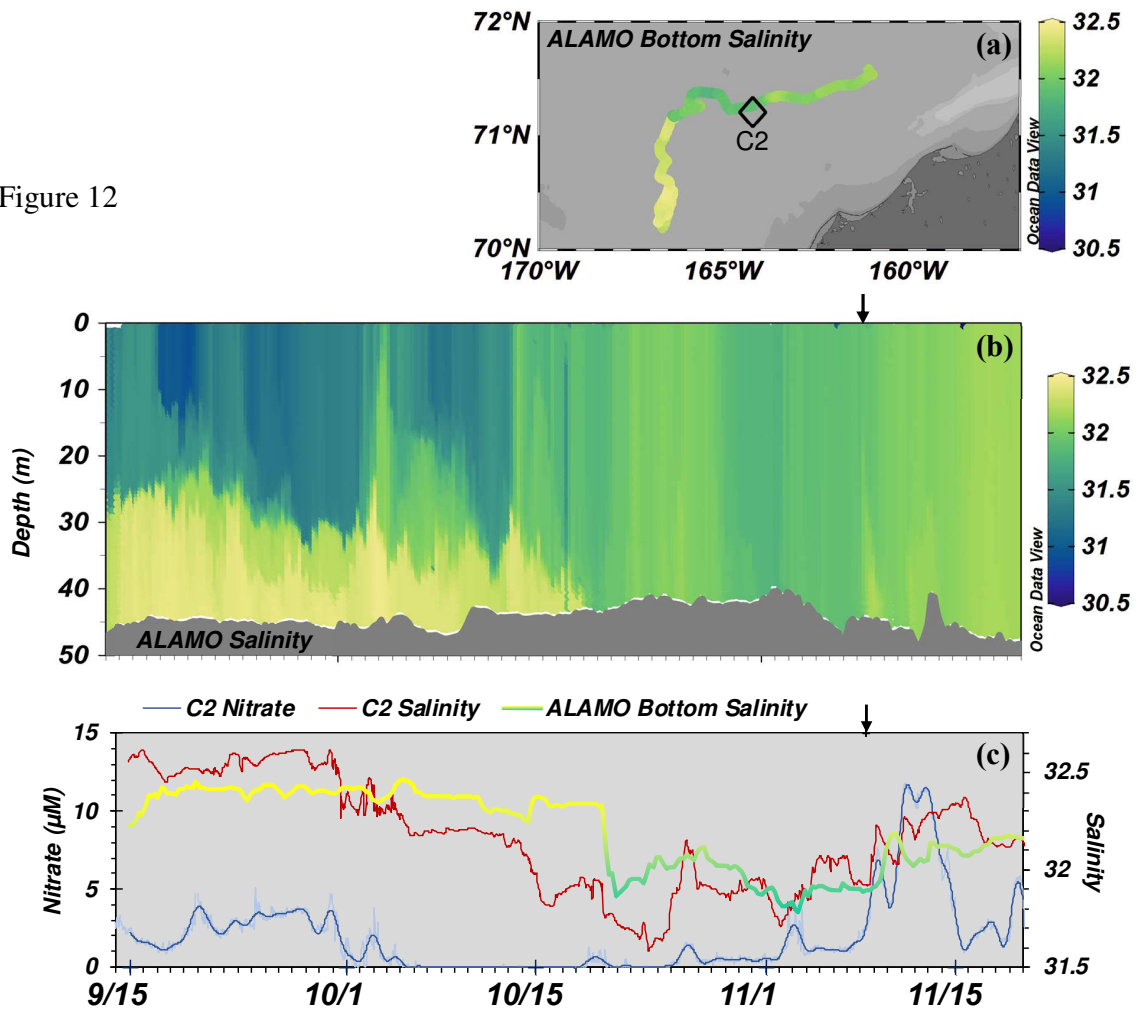 72°N
ALAMO Bottom Salinity
(a)
32.5
32
71°N
C2
31.5
31
70°N
30.5
Ocean Data View
170°W
165°W
160°W
Figure 12
0
10
20
30
40
50
Depth (m)
(b)
ALAMO Salinity
32.5
32
31.5
31
30.5
Ocean Data View
C2 Nitrate
C2 Salinity
ALAMO Bottom Salinity
15
10
5
0
Nitrate (µM)
(c)
32.5
32
31.5
Salinity
9/15
10/1
10/15
11/1
11/15